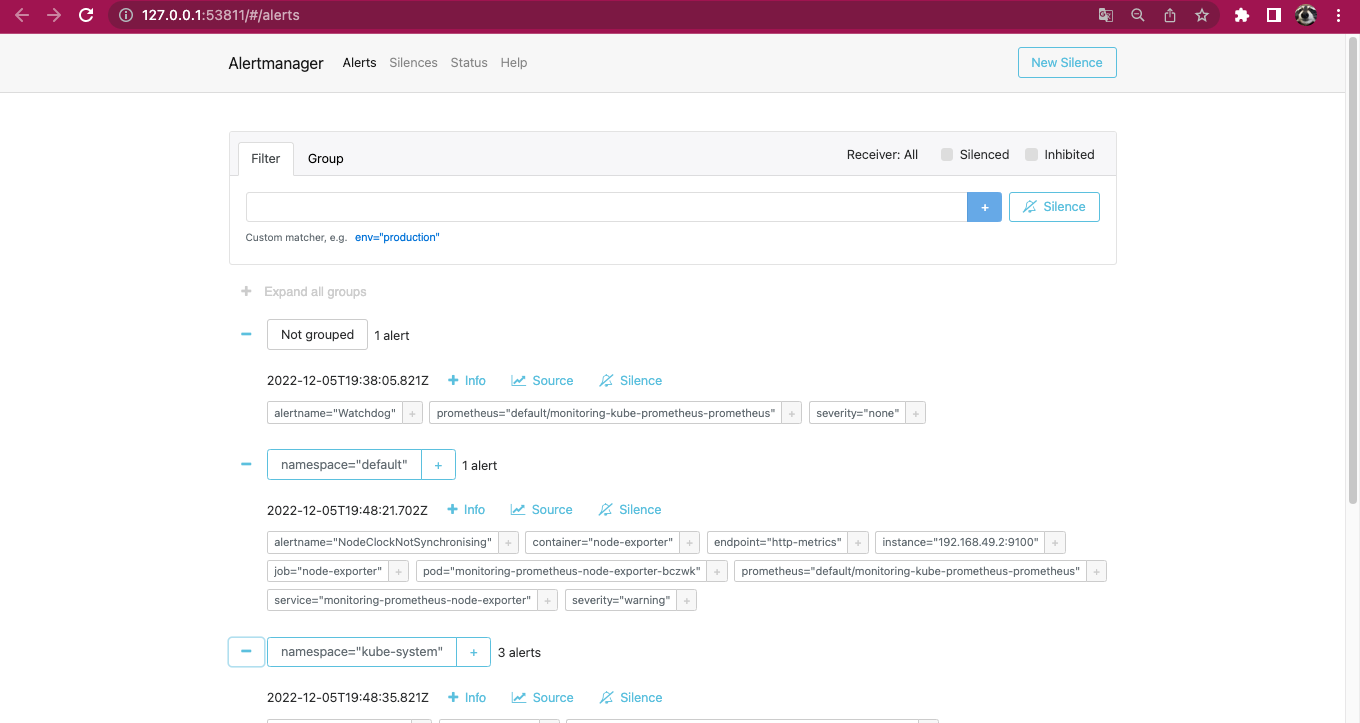 127.0.0.1:53811/#/alerts
Alertmanager Alerts Silences Status Help New Silence
Filter Group Receiver: All Silenced Inhibited
+ Silence
Custom matcher, e.g. env="production"
+ Expand all groups
− Not grouped 1 alert
2022-12-05T19:38:05.821Z + Info Source Silence
alertname="Watchdog" + prometheus="default/monitoring-kube-prometheus-prometheus" + severity="none" +
− namespace="default" + 1 alert
2022-12-05T19:48:21.702Z + Info Source Silence
alertname="NodeClockNotSynchronising" + container="node-exporter" + endpoint="http-metrics" + instance="192.168.49.2:9100" +
job="node-exporter" + pod="monitoring-prometheus-node-exporter-bczwk" + prometheus="default/monitoring-kube-prometheus-prometheus" +
service="monitoring-prometheus-node-exporter" + severity="warning" +
− namespace="kube-system" + 3 alerts
2022-12-05T19:48:35.821Z + Info Source Silence